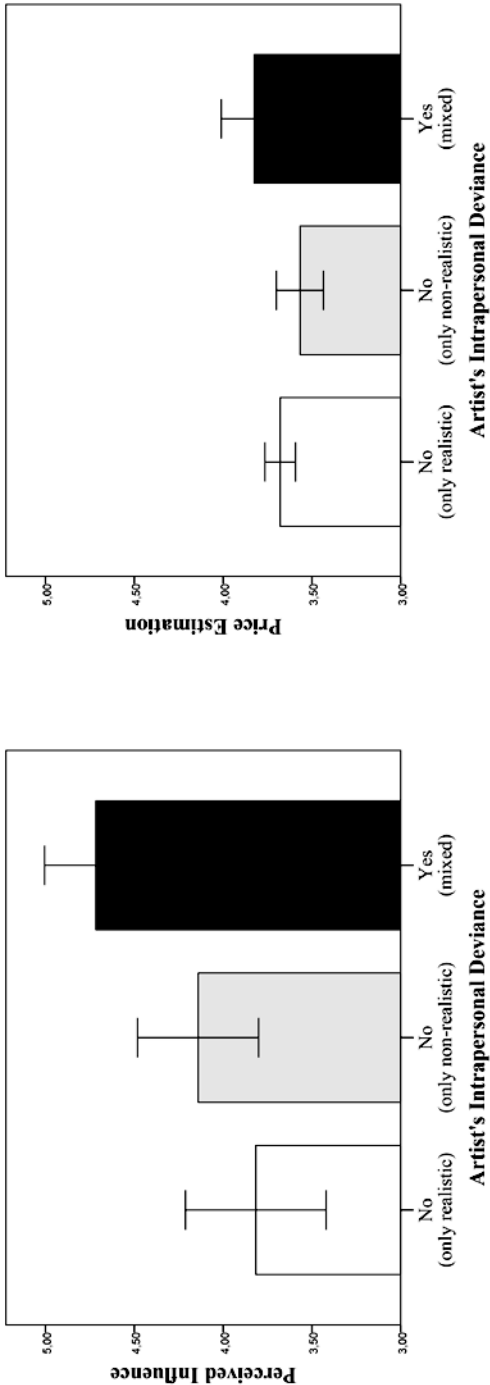 Perceived Influence
5.00
4.50
4.00
3.50
3.00
No
(only realistic)
No
(only non-realistic)
Yes
(mixed)
Artist's Intrapersonal Deviance
Price Estimation
5.00
4.50
4.00
3.50
3.00
No
(only realistic)
No
(only non-realistic)
Yes
(mixed)
Artist's Intrapersonal Deviance